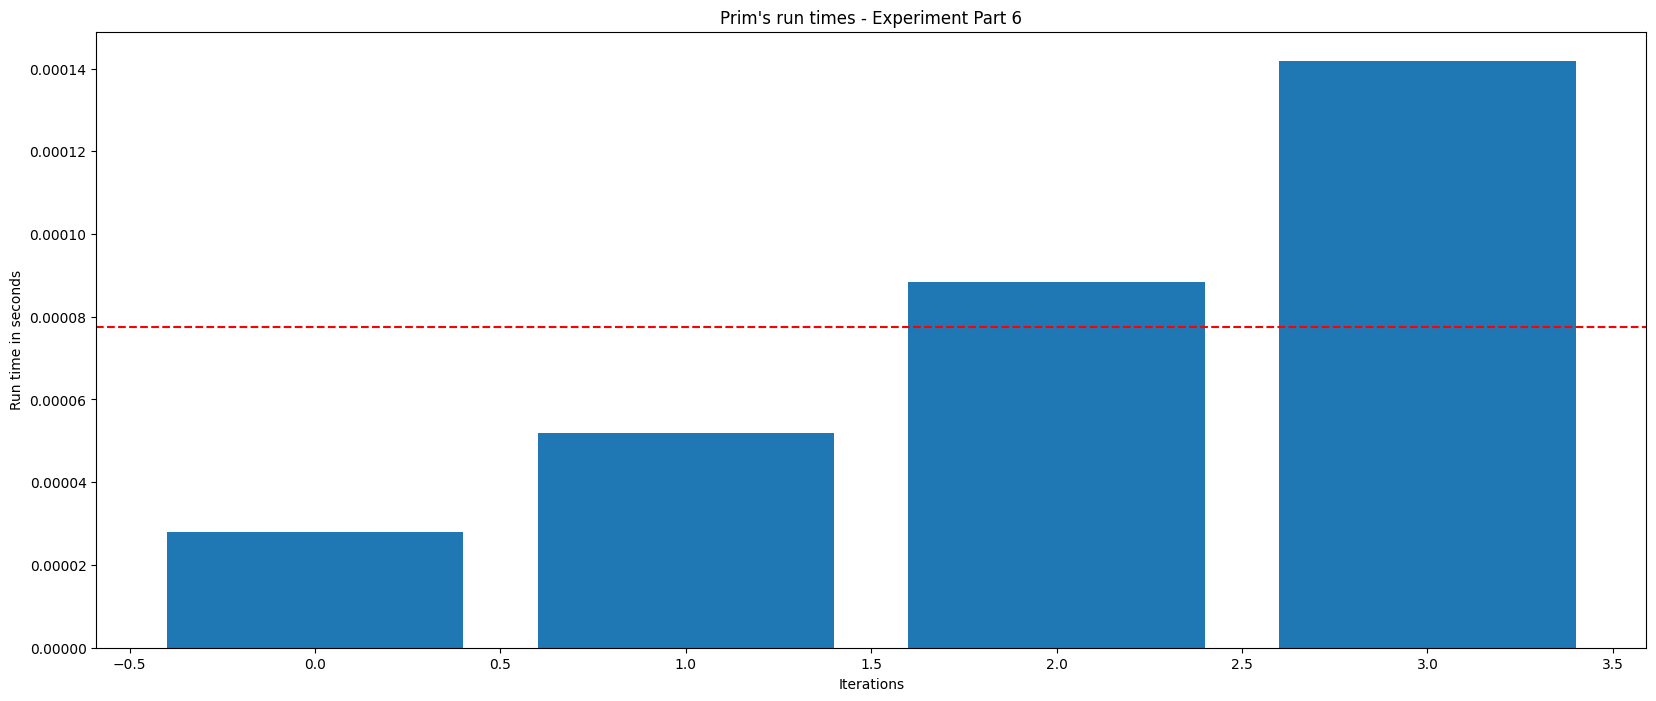 Prim's run times - Experiment Part 6
0.00014
0.00012
0.00010
0.00008
0.00006
0.00004
0.00002
0.00000
Run time in seconds
−0.5 0.0 0.5 1.0 1.5 2.0 2.5 3.0 3.5
Iterations